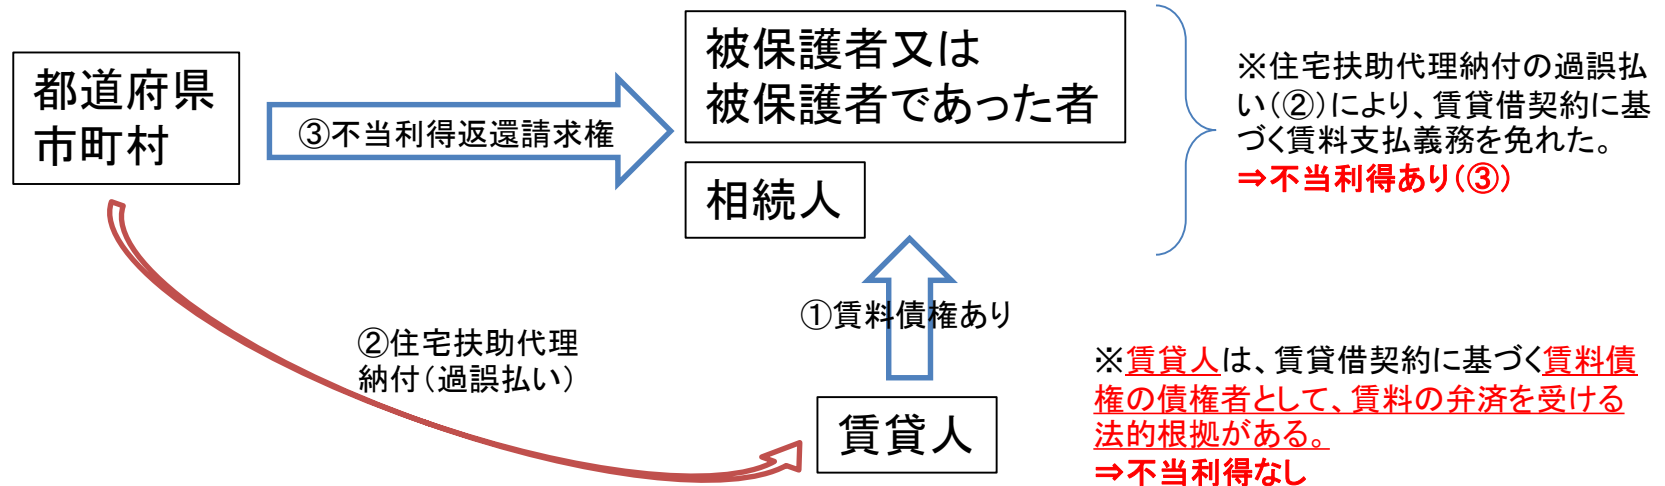 都道府県
市町村
③不当利得返還請求権
被保護者又は
被保護者であった者
相続人
※住宅扶助代理納付の過誤払
い(②)により、賃貸借契約に基
づく賃料支払義務を免れた。
⇒不当利得あり(③)
①賃料債権あり
②住宅扶助代理
納付(過誤払い)
賃貸人
※賃貸人は、賃貸借契約に基づく賃料債
権の債権者として、賃料の弁済を受ける
法的根拠がある。
⇒不当利得なし